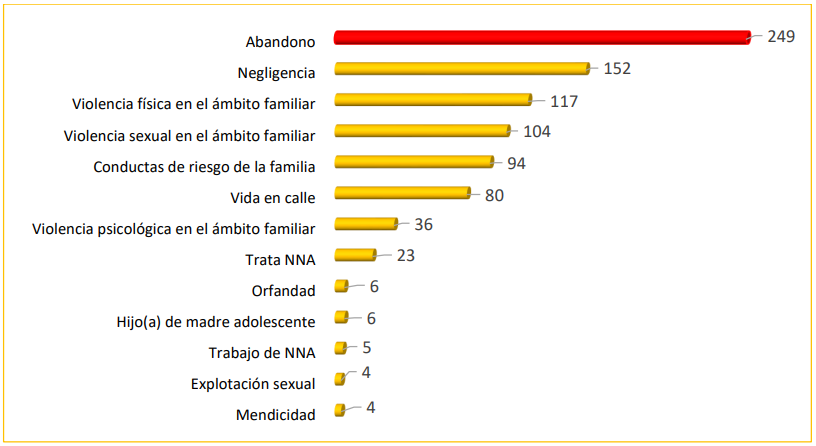 Abandono 249
Negligencia 152
Violencia física en el ámbito familiar 117
Violencia sexual en el ámbito familiar 104
Conductas de riesgo de la familia 94
Vida en calle 80
Violencia psicológica en el ámbito familiar 36
Trata NNA 23
Orfandad 6
Hijo(a) de madre adolescente 6
Trabajo de NNA 5
Explotación sexual 4
Mendicidad 4